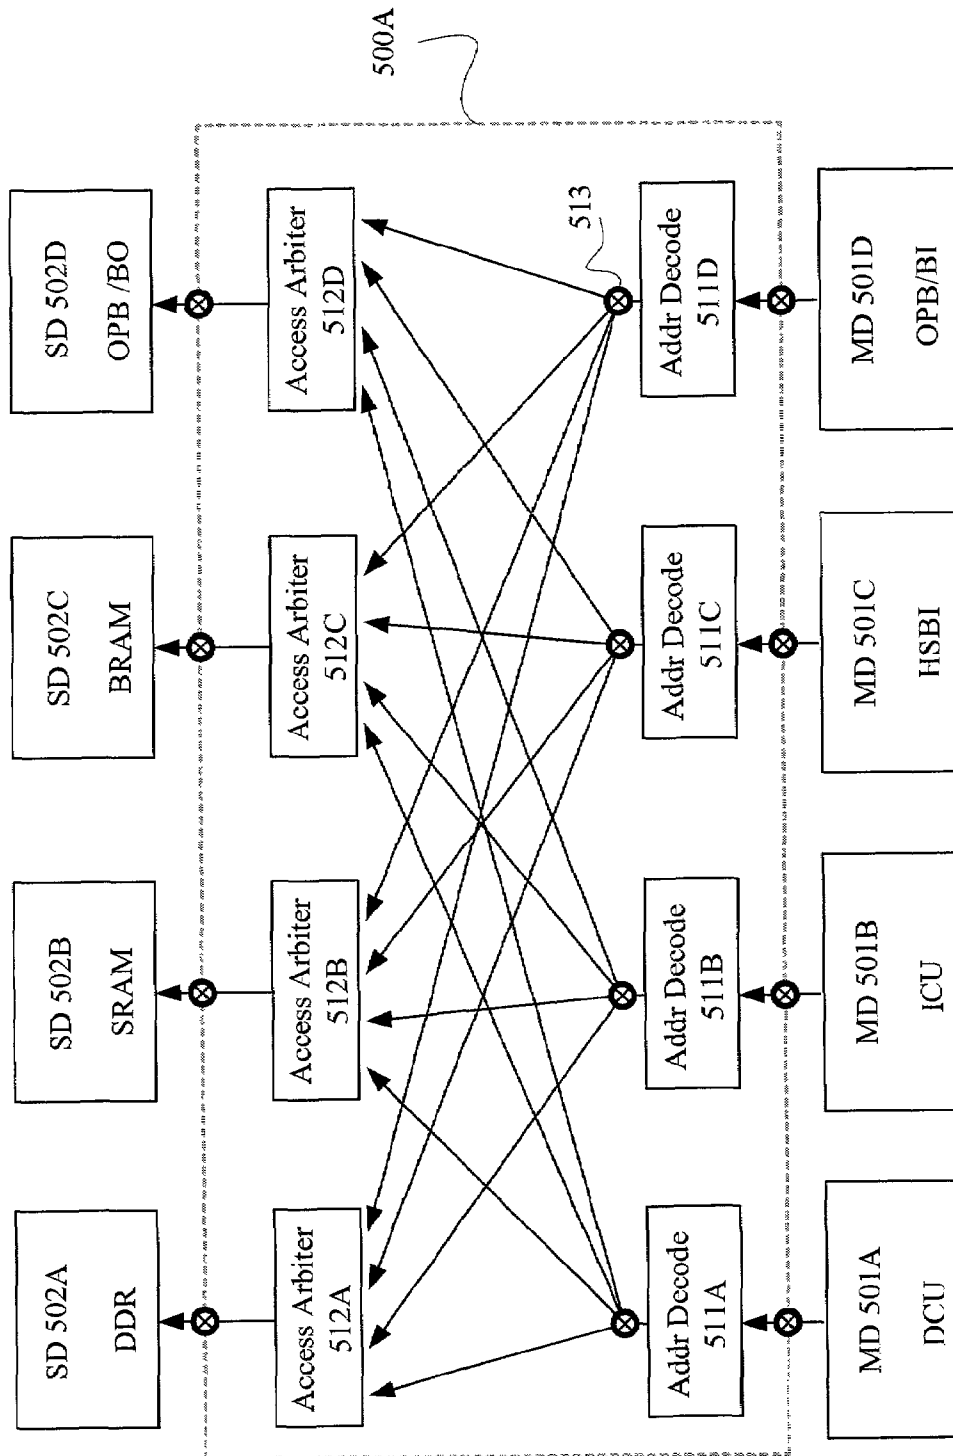 500A
SD 502D
OPB /BO
Access Arbiter
512D
513
Addr Decode
511D
MD 501D
OPB/BI
SD 502C
BRAM
Access Arbiter
512C
Addr Decode
511C
MD 501C
HSBI
SD 502B
SRAM
Access Arbiter
512B
Addr Decode
511B
MD 501B
ICU
SD 502A
DDR
Access Arbiter
512A
Addr Decode
511A
MD 501A
DCU